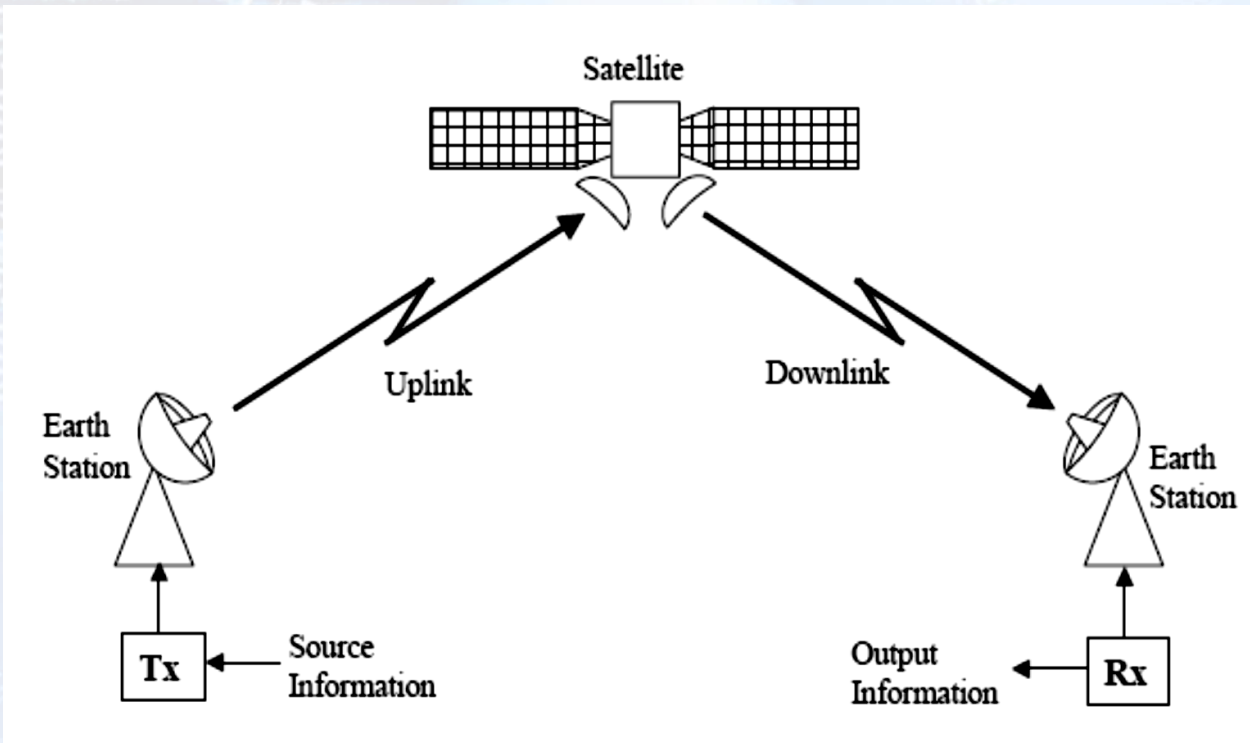 Satellite
Uplink
Downlink
Earth
Station
Earth
Station
Tx
Source
Information
Output
Information
Rx